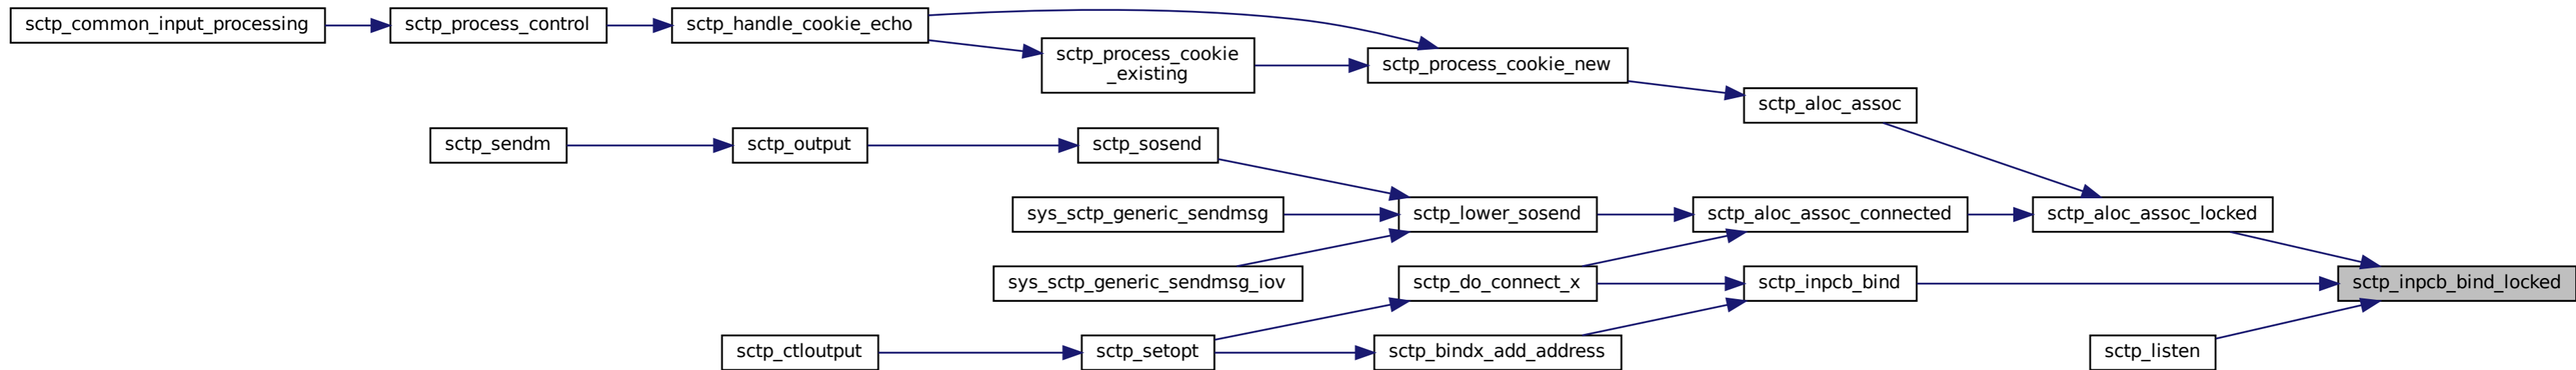 sctp_common_input_processing
sctp_process_control
sctp_handle_cookie_echo
sctp_process_cookie
_existing
sctp_process_cookie_new
sctp_aloc_assoc
sctp_sendm
sctp_output
sctp_sosend
sys_sctp_generic_sendmsg
sctp_lower_sosend
sctp_aloc_assoc_connected
sctp_aloc_assoc_locked
sys_sctp_generic_sendmsg_iov
sctp_do_connect_x
sctp_inpcb_bind
sctp_inpcb_bind_locked
sctp_ctloutput
sctp_setopt
sctp_bindx_add_address
sctp_listen